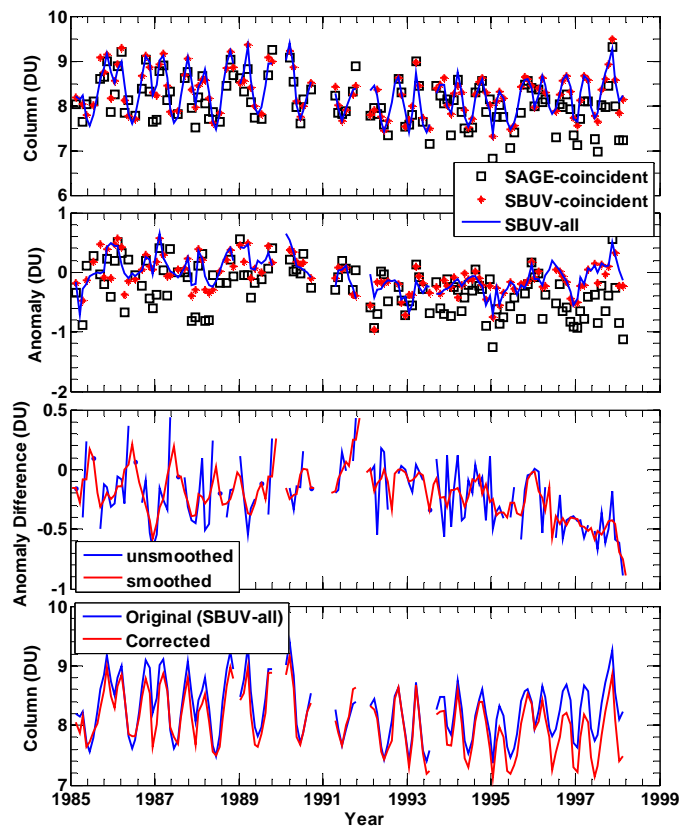 10
9
8
7
6
Column (DU)
SAGE-coincident
SBUV-coincident
SBUV-all
1
0
-1
-2
Anomaly (DU)
0.5
0
-0.5
-1
Anomaly Difference (DU)
unsmoothed
smoothed
10
9
8
7
Column (DU)
Original (SBUV-all)
Corrected
1985 1987 1989 1991 1993 1995 1997 1999
Year